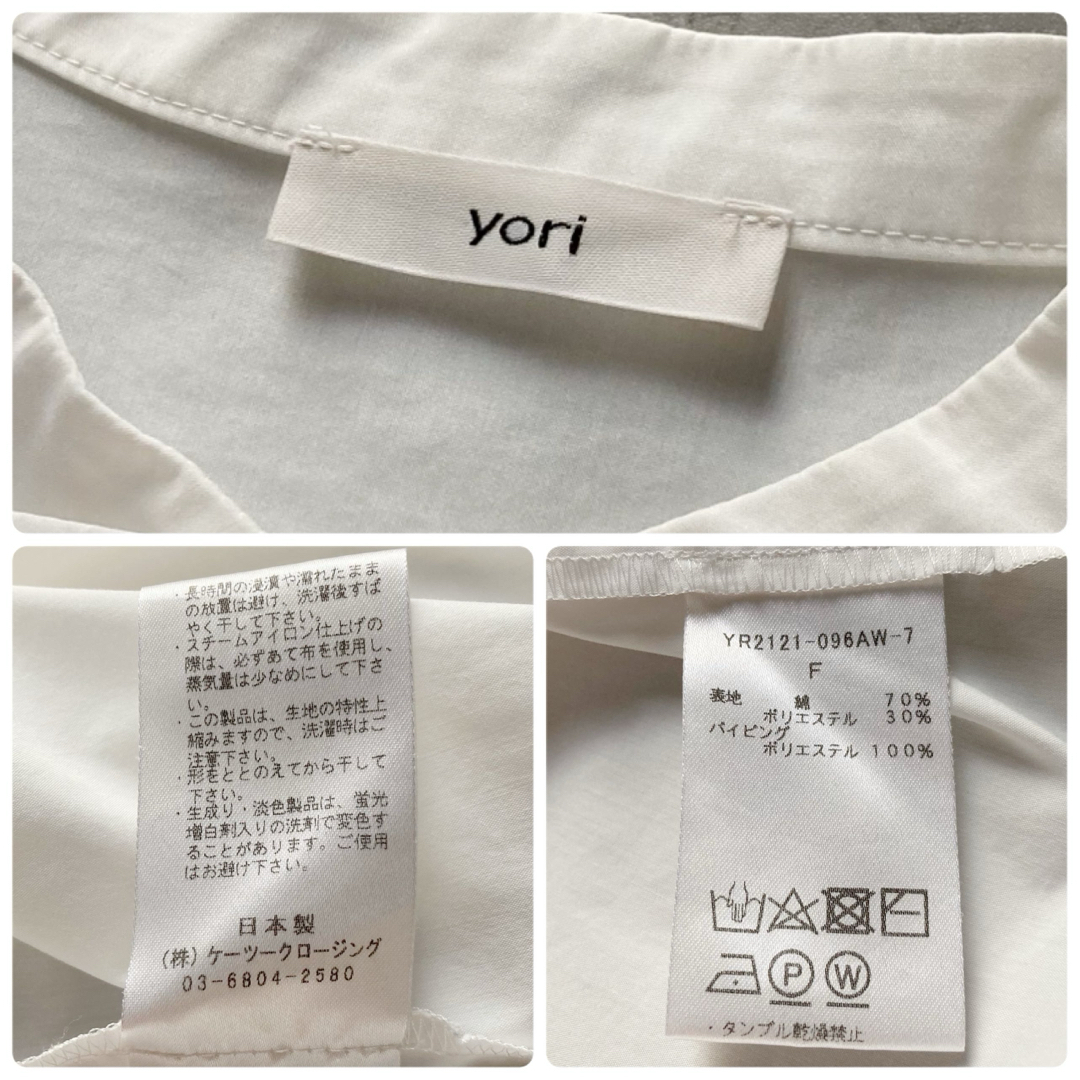 yori
・長時間の浸漬や濡れたまま
の放置は避け、洗濯後すば
やく干して下さい。
・スチームアイロン仕上げの
際は、必ずあて布を使用し、
蒸気量は少なめにして下さ
い。
・この製品は、生地の特性上
縮みますので、洗濯時はご
注意下さい。
・形をととのえてから干して
下さい。
・生成り・淡色製品は、蛍光
増白剤入りの洗剤で変色す
ることがあります。ご使用
はお避け下さい。
日本製
(株)ケーツークロージング
03-6804-2580
YR2121-096AW-7
F
表地 綿 70%
ポリエステル 30%
パイピング
ポリエステル 100%
P W
・タンブル乾燥禁止